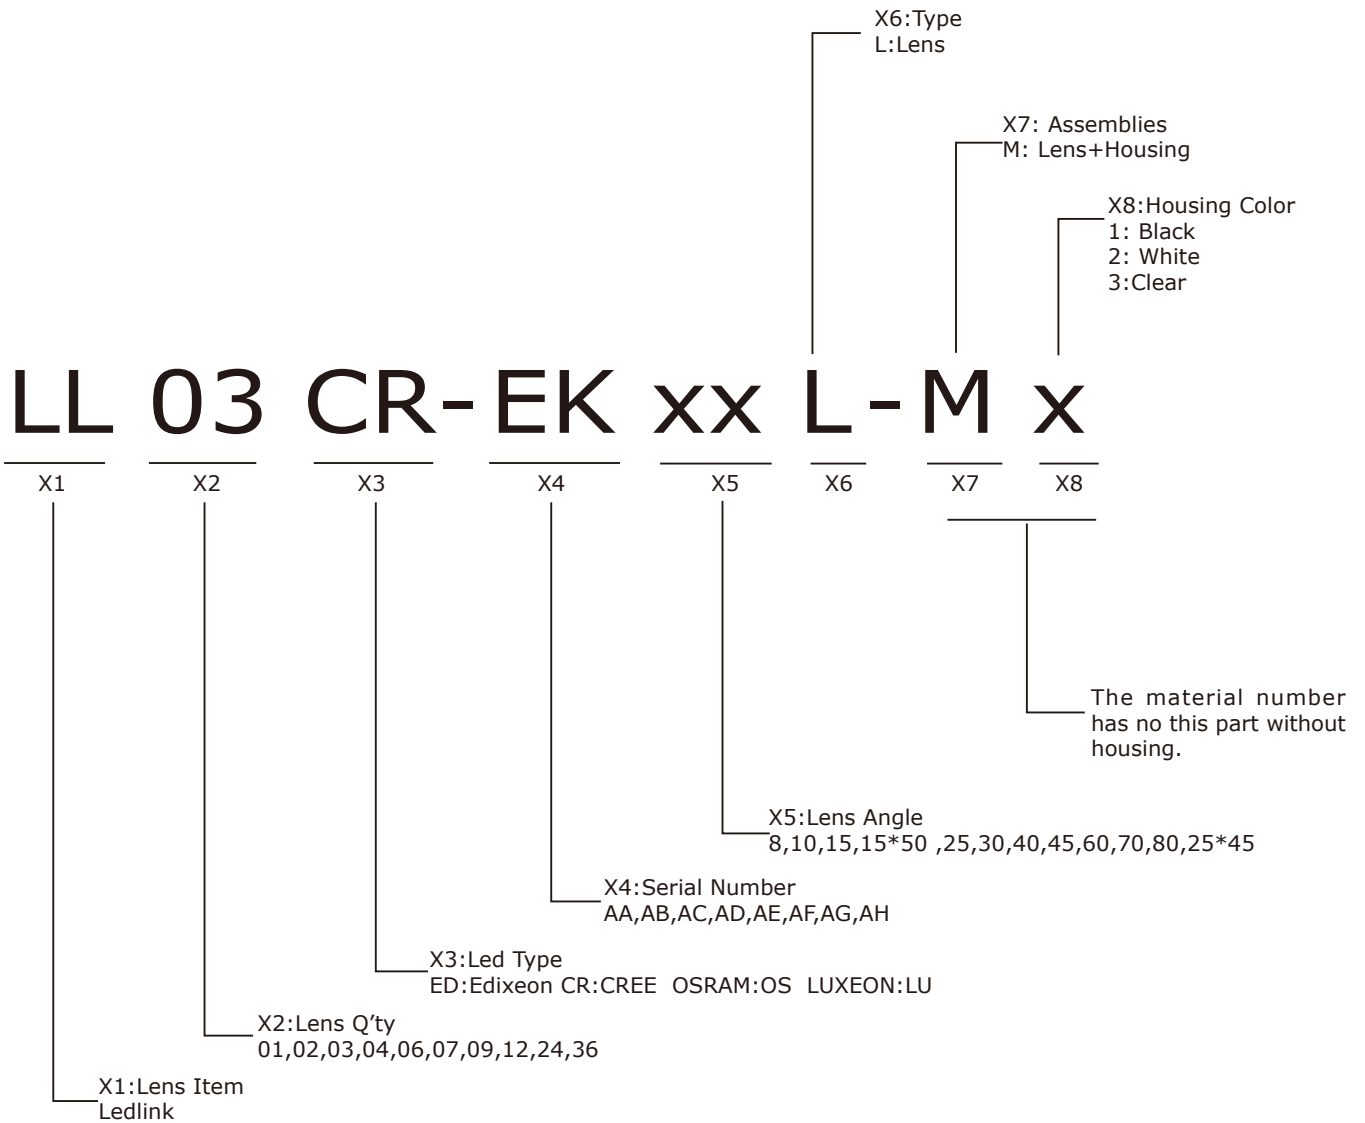 X6:Type
L:Lens
X7: Assemblies
M: Lens+Housing
X8:Housing Color
1: Black
2: White
3:Clear
LL 03 CR-EK xx L-M x
X1 X2 X3 X4 X5 X6 X7 X8
The material number
has no this part without
housing.
X5:Lens Angle
8,10,15,15*50 ,25,30,40,45,60,70,80,25*45
X4:Serial Number
AA,AB,AC,AD,AE,AF,AG,AH
X3:Led Type
ED:Edixeon CR:CREE OSRAM:OS LUXEON:LU
X2:Lens Q’ty
01,02,03,04,06,07,09,12,24,36
X1:Lens Item
Ledlink